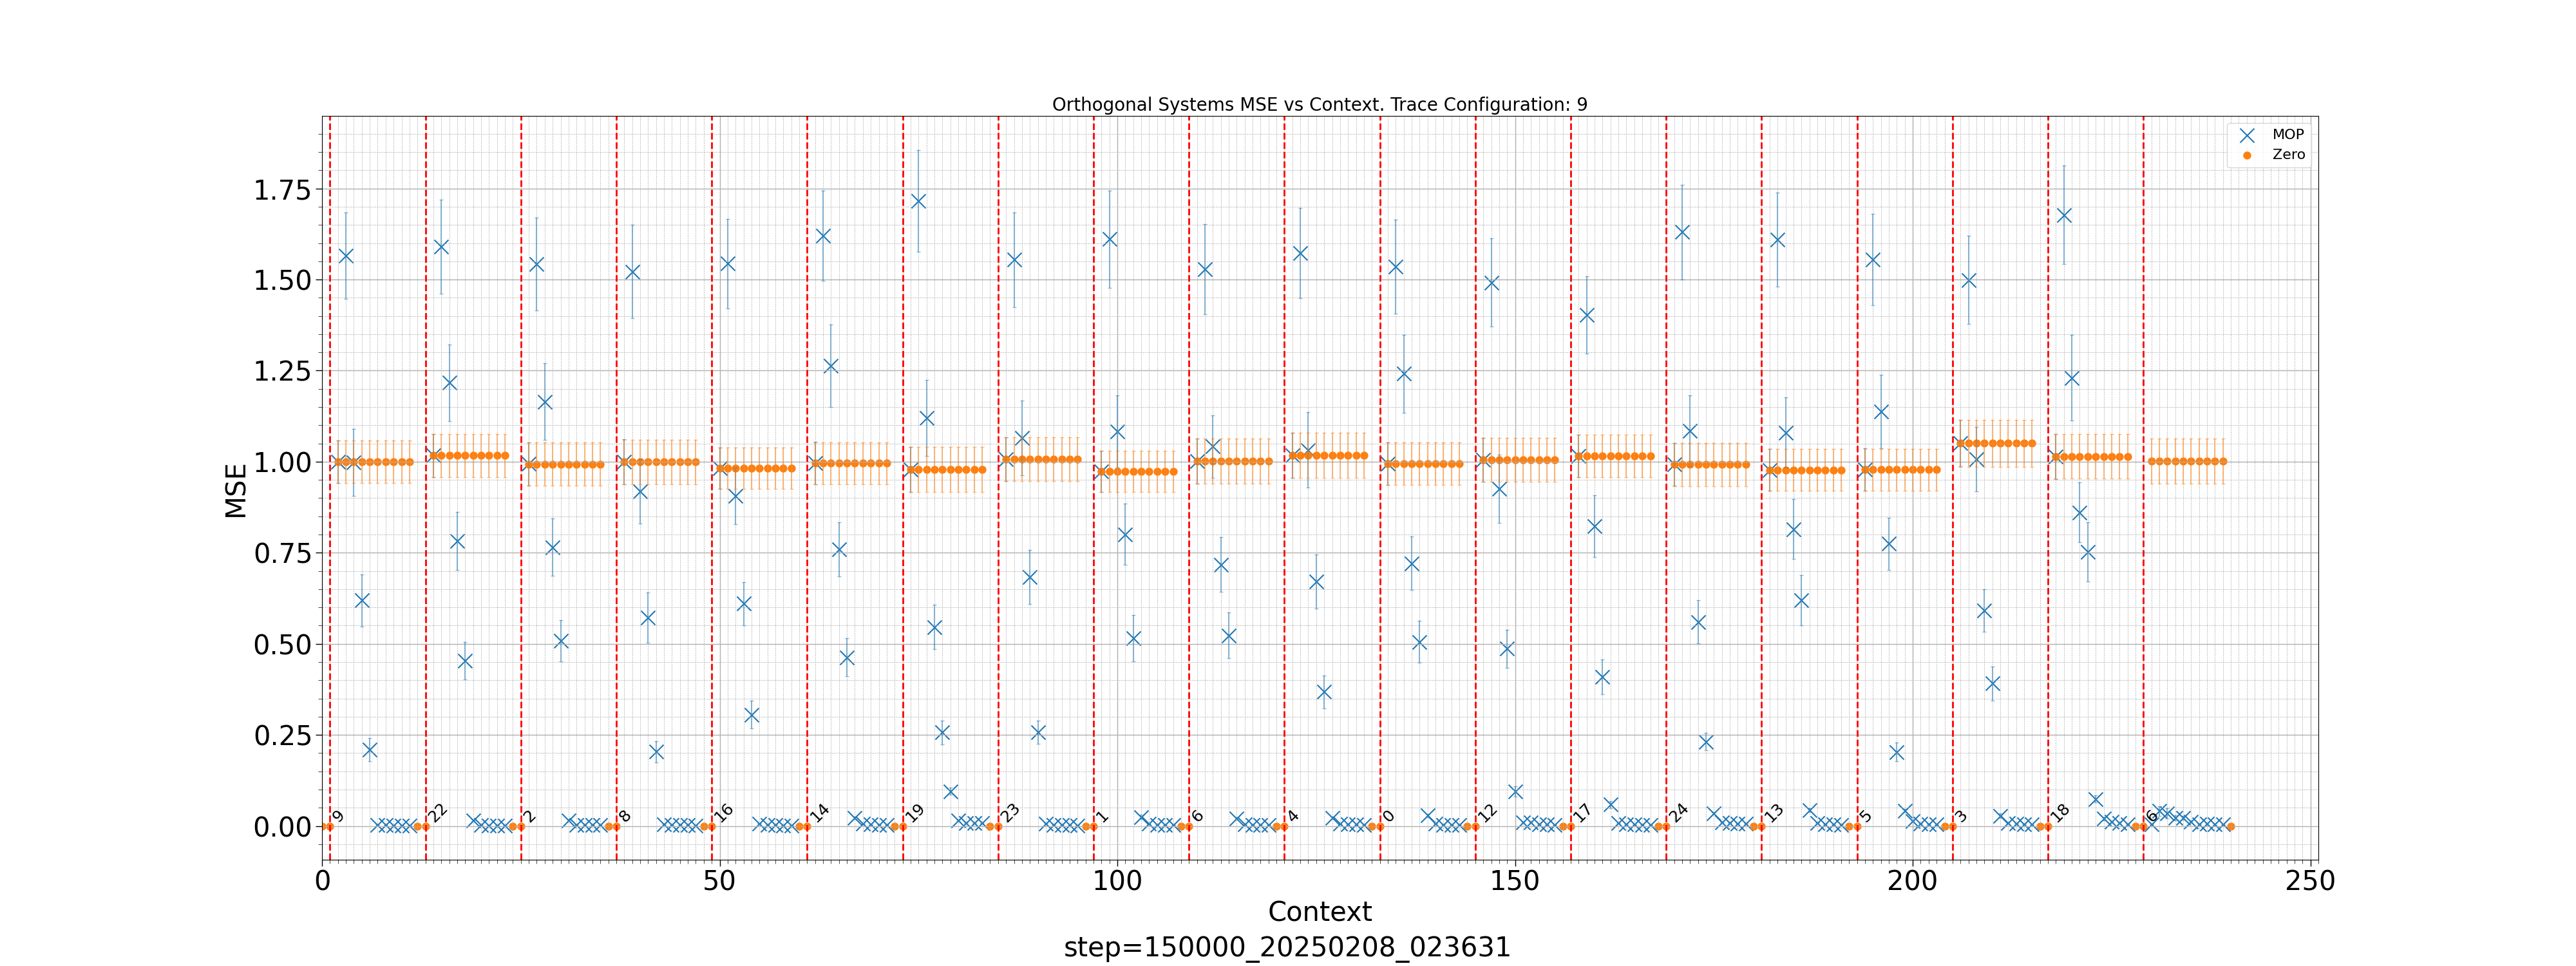 Orthogonal Systems MSE vs Context. Trace Configuration: 9
MOP
Zero
MSE
1.75
1.50
1.25
1.00
0.75
0.50
0.25
0.00
9 22 2 8 16 14 19 23 1 6 4 0 12 17 24 13 5 3 18 6
0 50 100 150 200 250
Context
step=150000_20250208_023631